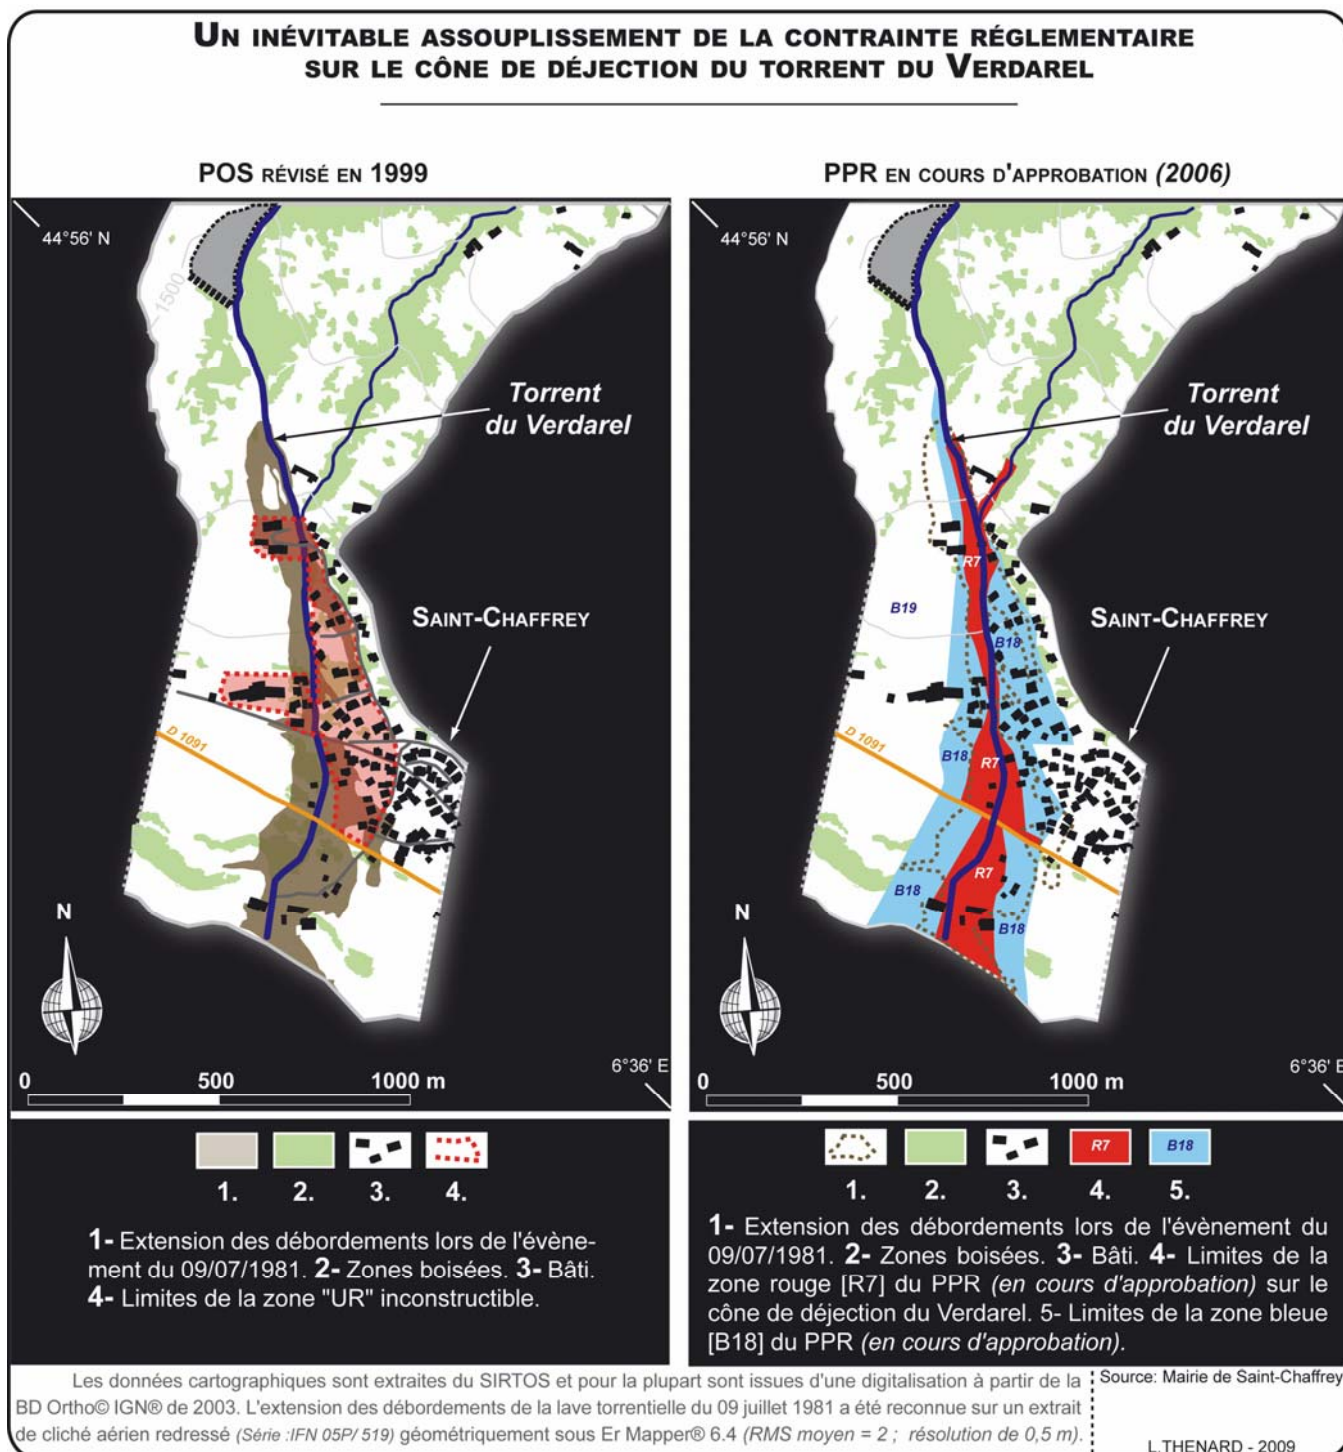 UN INÉVITABLE ASSOUPLISSEMENT DE LA CONTRAINTE RÉGLEMENTAIRE
SUR LE CÔNE DE DÉJECTION DU TORRENT DU VERDAREL
POS RÉVISÉ EN 1999
44°56' N
1500
Torrent
du Verdarel
SAINT-CHAFFREY
D 1091
N
6°36' E
0 500 1000 m
1. 2. 3. 4.
1- Extension des débordements lors de l'évène-
ment du 09/07/1981. 2- Zones boisées. 3- Bâti.
4- Limites de la zone "UR" inconstructible.
PPR EN COURS D'APPROBATION (2006)
44°56' N
Torrent
du Verdarel
R7
B19
SAINT-CHAFFREY
B18
D 1091
B18
R7
R7
B18
B18
N
6°36' E
0 500 1000 m
R7 B18
1. 2. 3. 4. 5.
1- Extension des débordements lors de l'évènement du
09/07/1981. 2- Zones boisées. 3- Bâti. 4- Limites de la
zone rouge [R7] du PPR (en cours d'approbation) sur le
cône de déjection du Verdarel. 5- Limites de la zone bleue
[B18] du PPR (en cours d'approbation).
Les données cartographiques sont extraites du SIRTOS et pour la plupart sont issues d'une digitalisation à partir de la
BD Ortho© IGN® de 2003. L'extension des débordements de la lave torrentielle du 09 juillet 1981 a été reconnue sur un extrait
de cliché aérien redressé (Série :IFN 05P/ 519) géométriquement sous Er Mapper® 6.4 (RMS moyen = 2 ; résolution de 0,5 m).
Source: Mairie de Saint-Chaffrey
L.THENARD - 2009